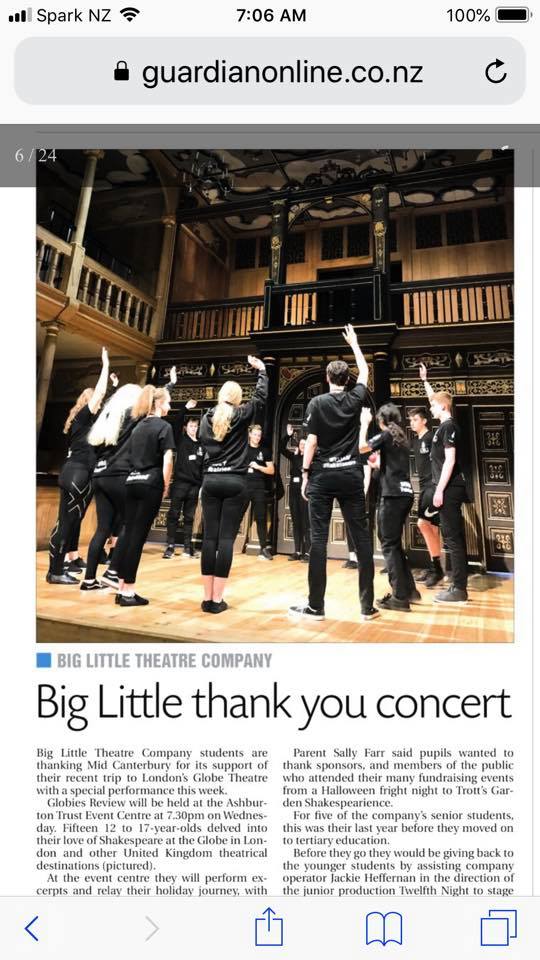 Spark NZ
7:06 AM
100%
guardianonline.co.nz
6 / 24
BIG LITTLE THEATRE COMPANY
Big Little thank you concert
Big Little Theatre Company students are
thanking Mid Canterbury for its support of
their recent trip to London's Globe Theatre
with a special performance this week.
Globies Review will be held at the Ashbur-
ton Trust Event Centre at 7.30pm on Wednes-
day. Fifteen 12 to 17-year-olds delved into
their love of Shakespeare at the Globe in Lon-
don and other United Kingdom theatrical
destinations (pictured).
At the event centre they will perform ex-
cerpts and relay their holiday journey, with
Parent Sally Farr said pupils wanted to
thank sponsors, and members of the public
who attended their many fundraising events
from a Halloween fright night to Trott's Gar-
den Shakesperience.
For five of the company's senior students,
this was their last year before they moved on
to tertiary education.
Before they go they would be giving back to
the younger students by assisting company
operator Jackie Heffernan in the direction of
the junior production Twelfth Night to stage